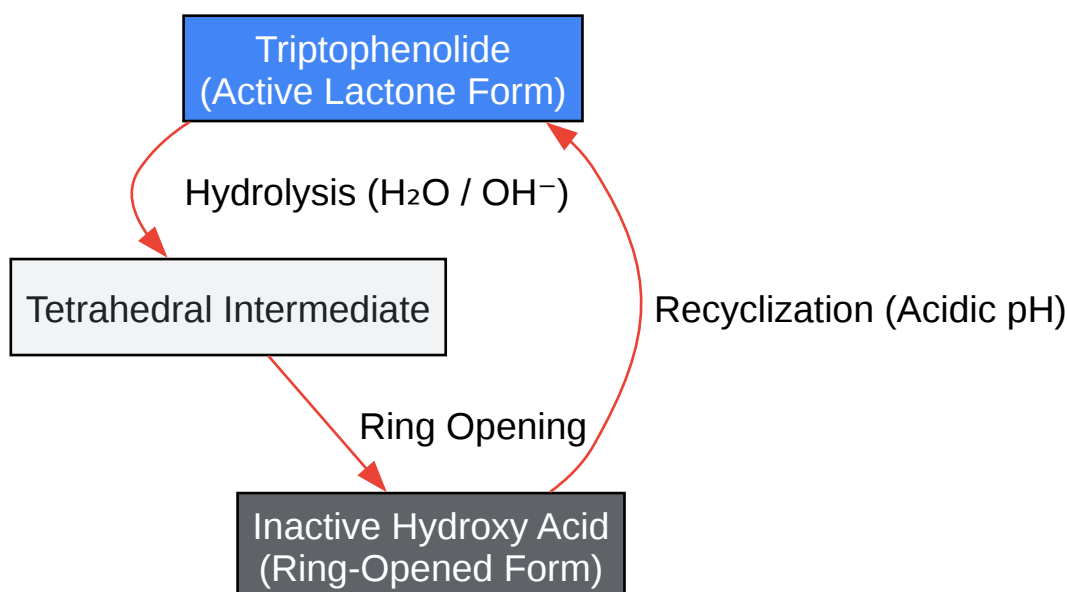 Triptophenolide
(Active Lactone Form)
Hydrolysis (H₂O / OH⁻)
Tetrahedral Intermediate
Recyclization (Acidic pH)
Ring Opening
Inactive Hydroxy Acid
(Ring-Opened Form)